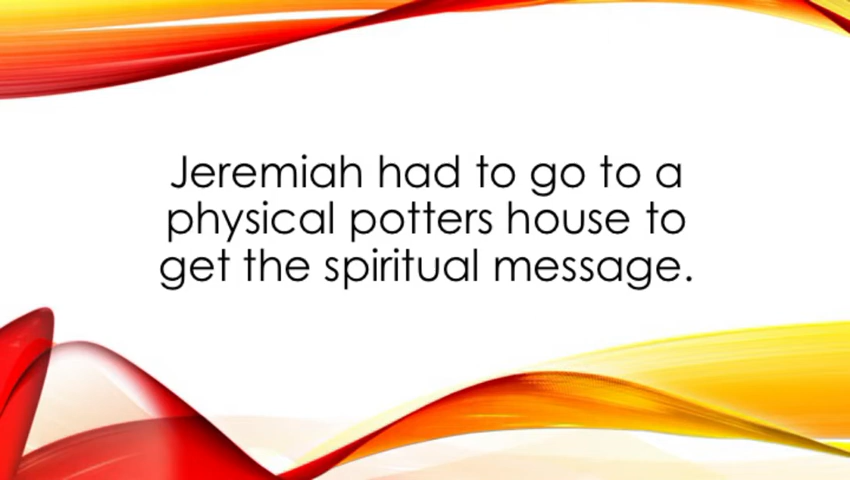 Jeremiah had to go to a
physical potters house to
get the spiritual message.